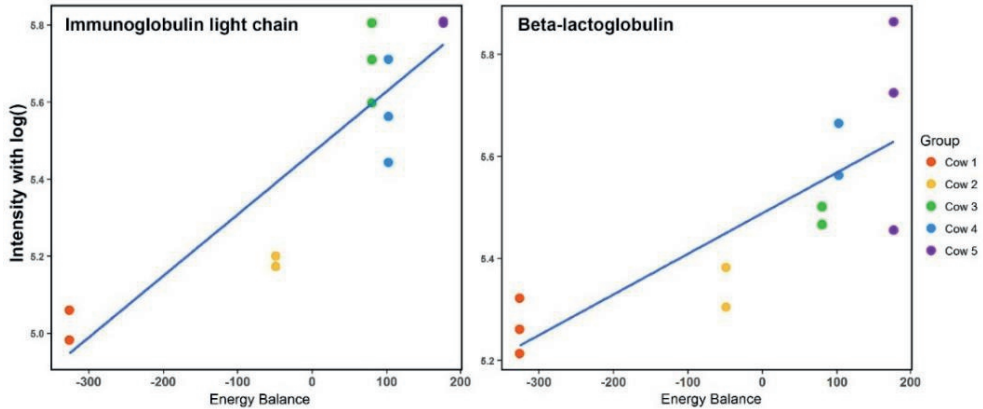 Immunoglobulin light chain
Beta-lactoglobulin
Intensity with log()
5.8
5.6
5.4
5.2
5.0
-300
-200
-100
0
100
200
Energy Balance
5.8
5.6
5.4
5.2
-300
-200
-100
0
100
200
Energy Balance
Group
Cow 1
Cow 2
Cow 3
Cow 4
Cow 5